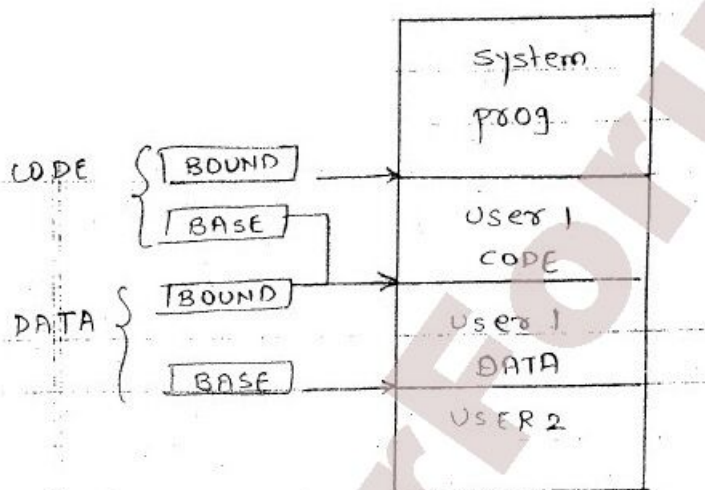 System
prog
CODE
BOUND
BASE
User 1
CODE
DATA
BOUND
BASE
User 1
DATA
USER 2